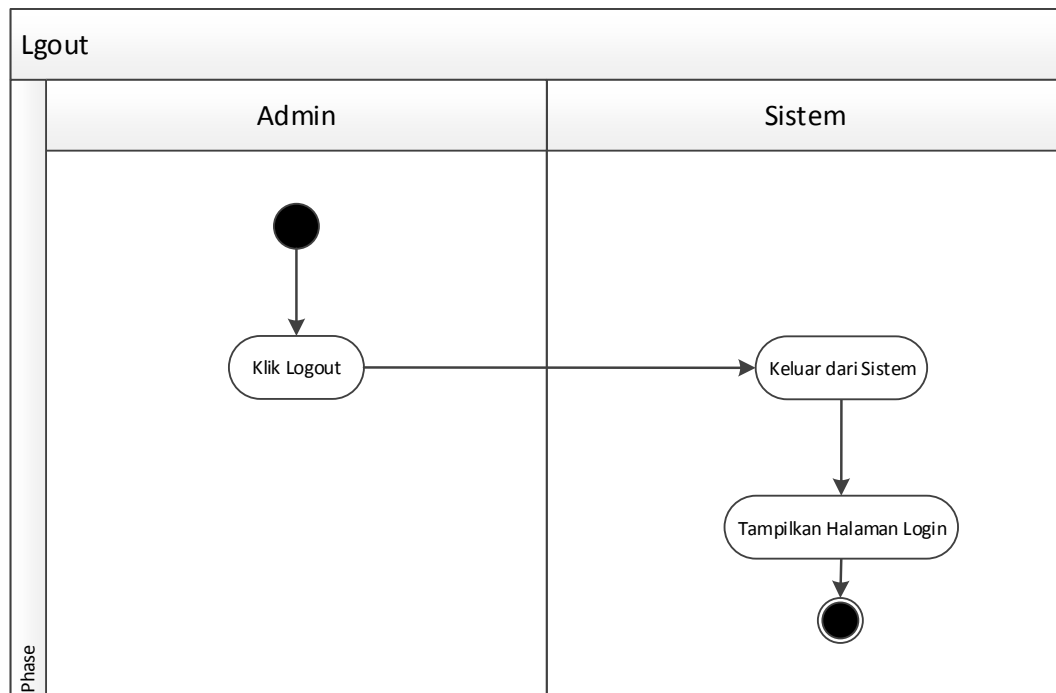 Lgout
Admin
Sistem
Klik Logout
Keluar dari Sistem
Tampilkan Halaman Login
Phase